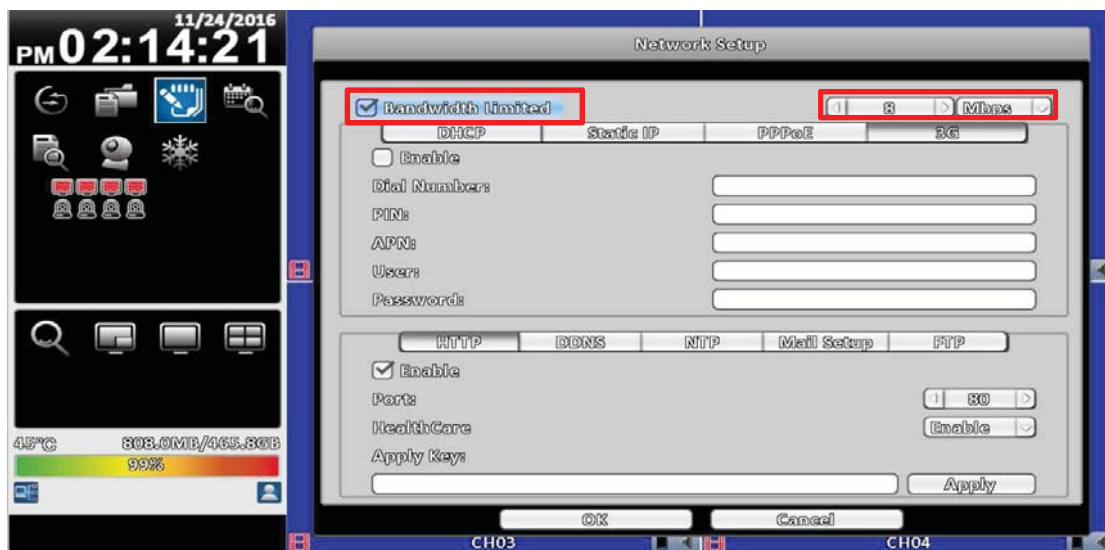 11/24/2016
PM 02:14:21
Network Setup
Bandwidth Limited 8 Mbps
DHCP Static IP PPPoE 3G
Enable
Dial Number:
PIN:
APN:
User:
Password:
HTTP DDNS NTP Mail Setup FTP
Enable
Port: 80
HealthCare Enable
Apply Key:
Apply
OK Cancel
45°C 808.0MB/465.8GB
99%
CH03 CH04